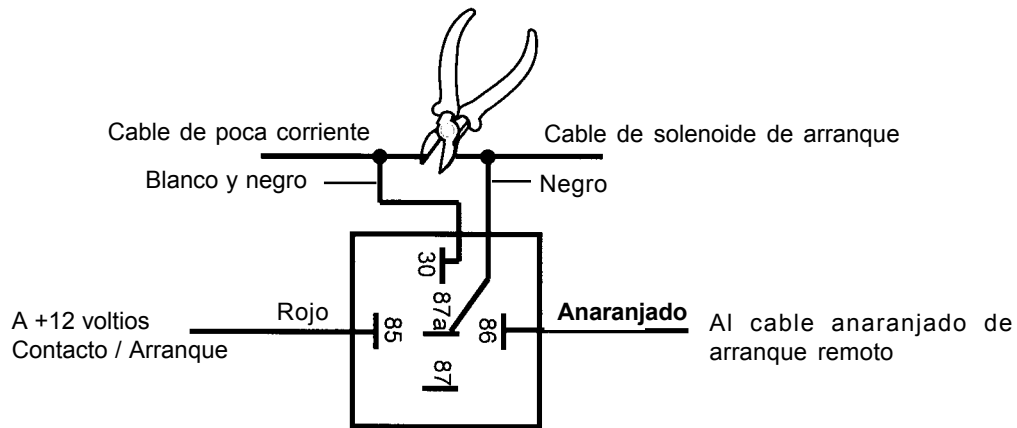 Cable de poca corriente
Cable de solenoide de arranque
Blanco y negro
Negro
30
87a
85
86
87
Rojo
A +12 voltios
Contacto / Arranque
Anaranjado
Al cable anaranjado de
arranque remoto